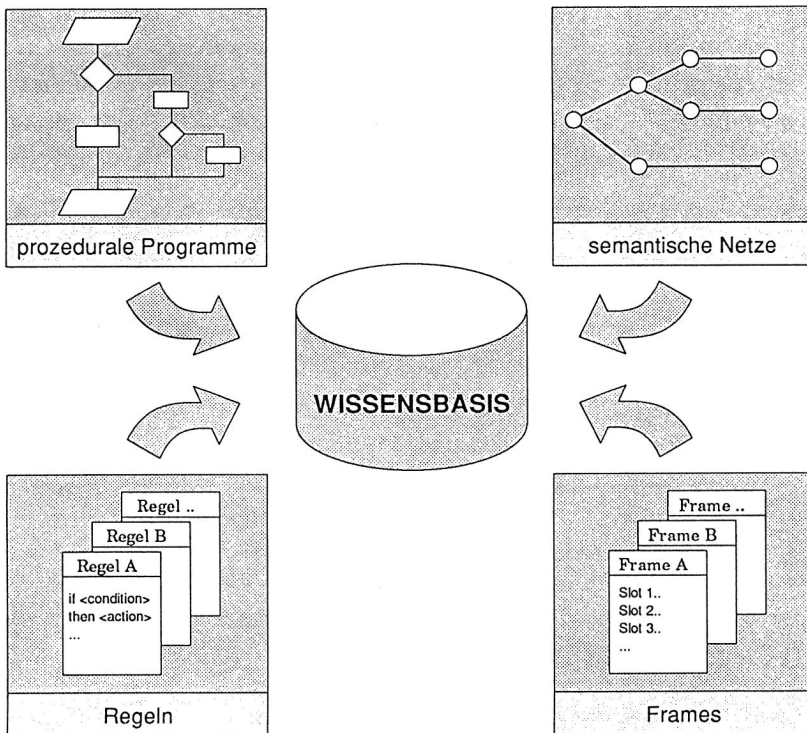 prozedurale Programme
semantische Netze
WISSENSBASIS
Regel ..
Regel B
Regel A
if <condition>
then <action>
...
Regeln
Frame ..
Frame B
Frame A
Slot 1..
Slot 2..
Slot 3..
...
Frames